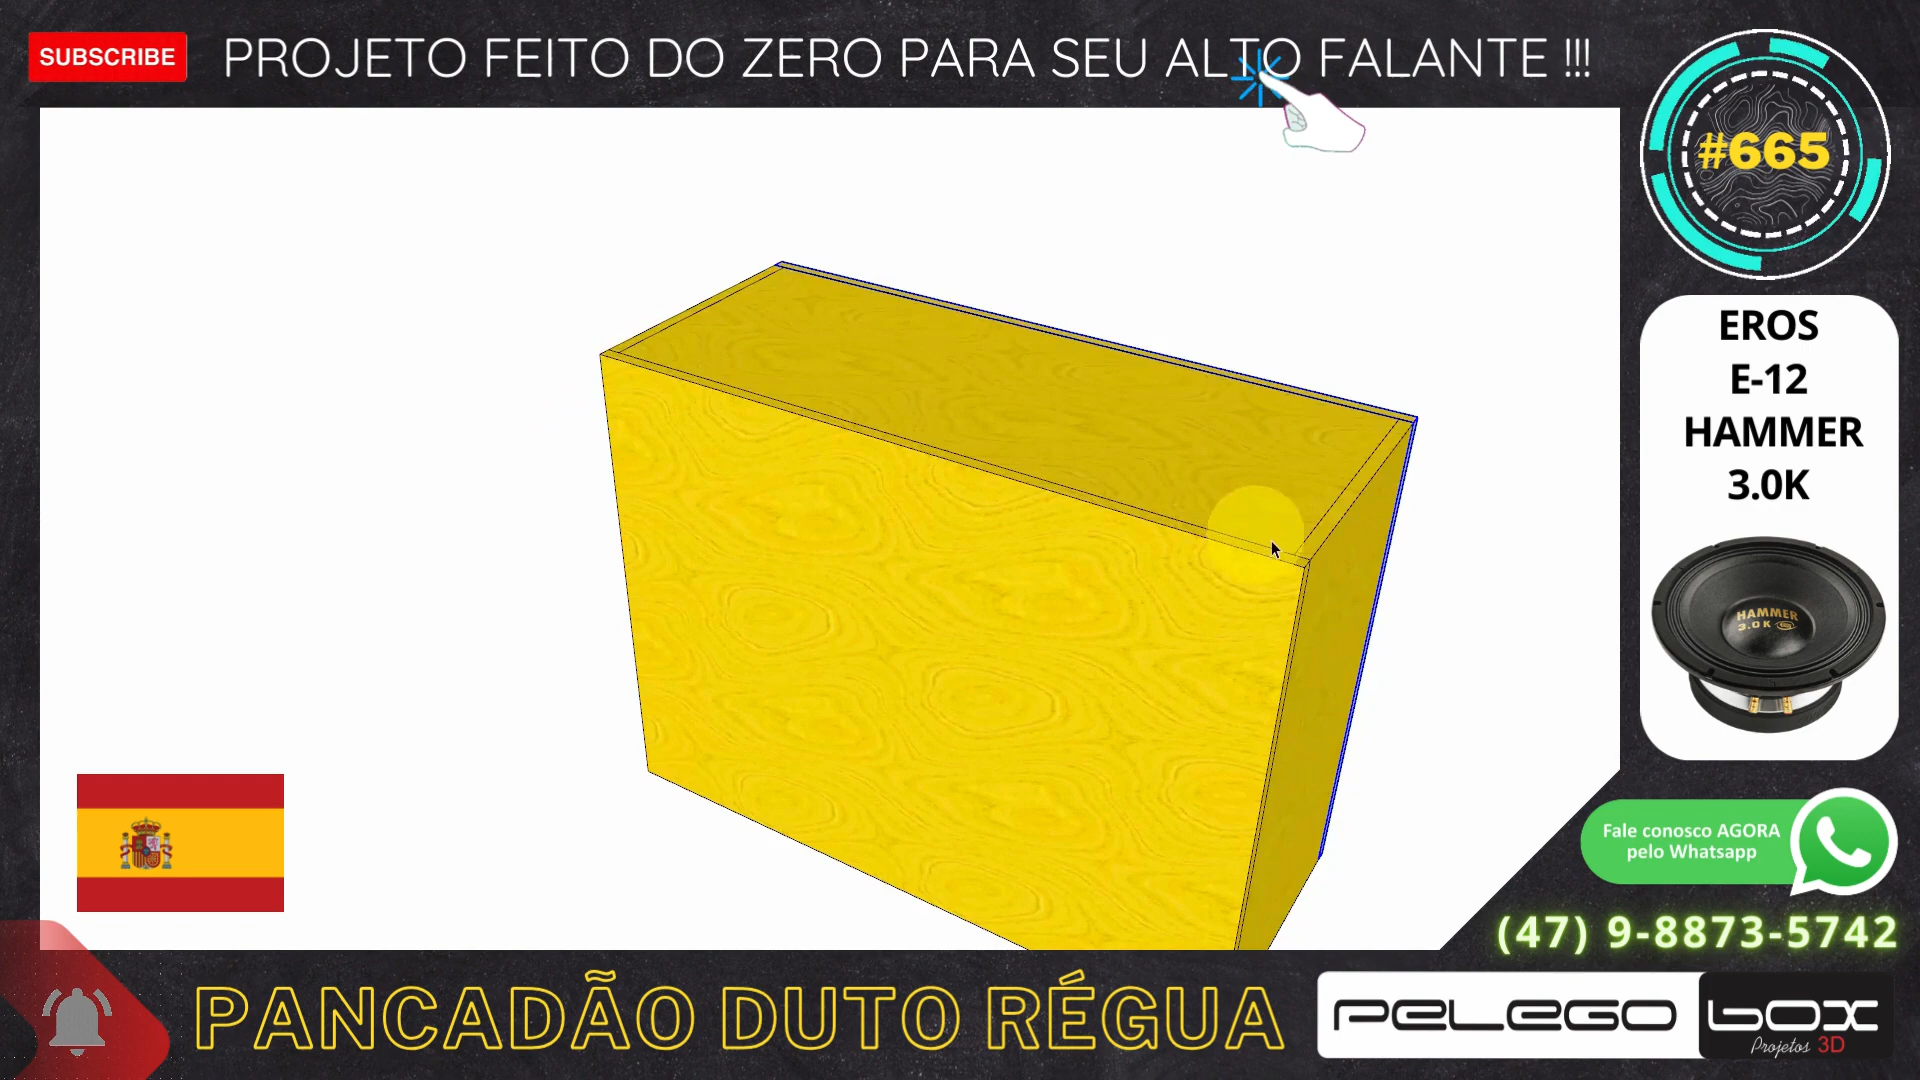 SUBSCRIBE
PROJETO FEITO DO ZERO PARA SEU ALTO FALANTE !!!
#665
EROS
E-12
HAMMER
3.0K
HAMMER
3.0K
Fale conosco AGORA
pelo Whatsapp
(47) 9-8873-5742
PANCADÃO DUTO RÉGUA
PELEGO BOX
Projetos 3D